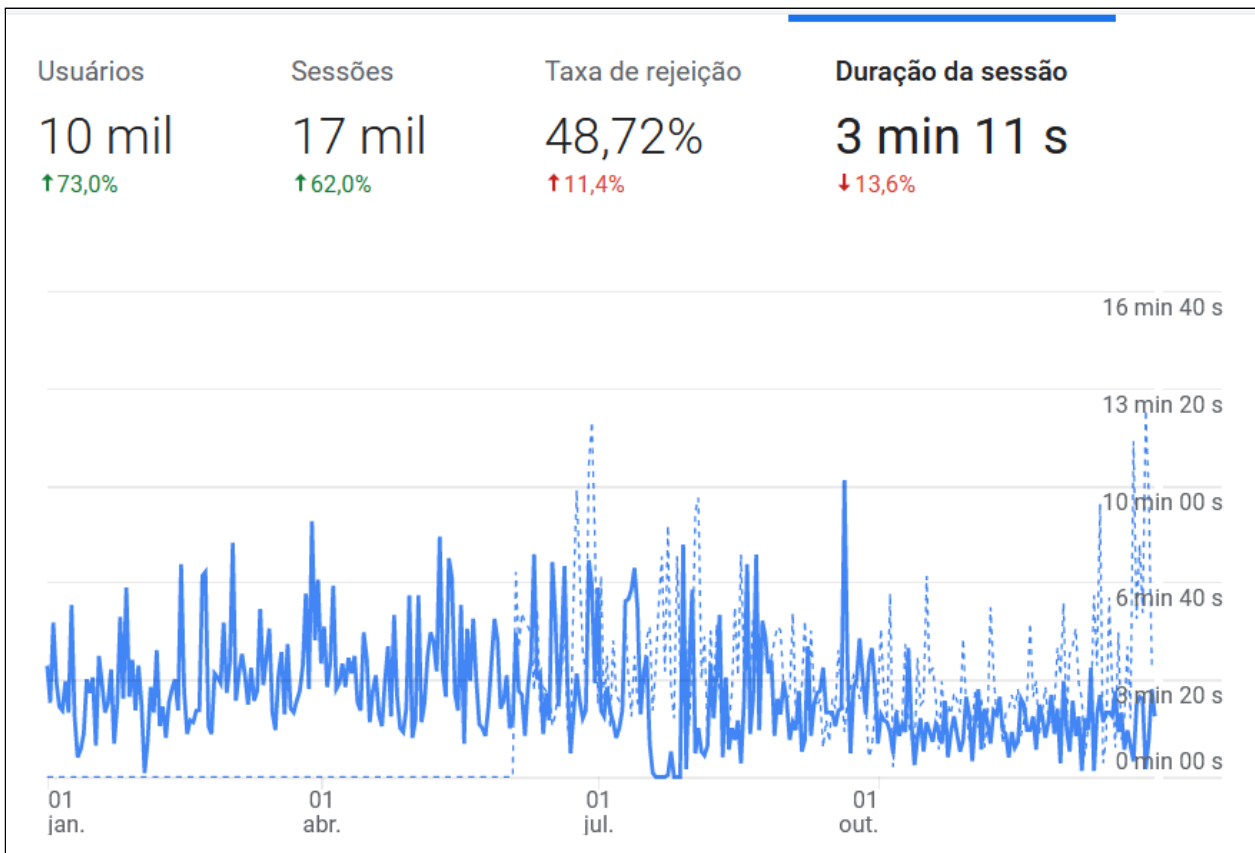 Usuários
Sessões
Taxa de rejeição
Duração da sessão
10 mil
17 mil
48,72%
3 min 11 s
↑73,0%
↑62,0%
↑11,4%
↓13,6%
16 min 40 s
13 min 20 s
10 min 00 s
6 min 40 s
3 min 20 s
0 min 00 s
01
jan.
01
abr.
01
jul.
01
out.